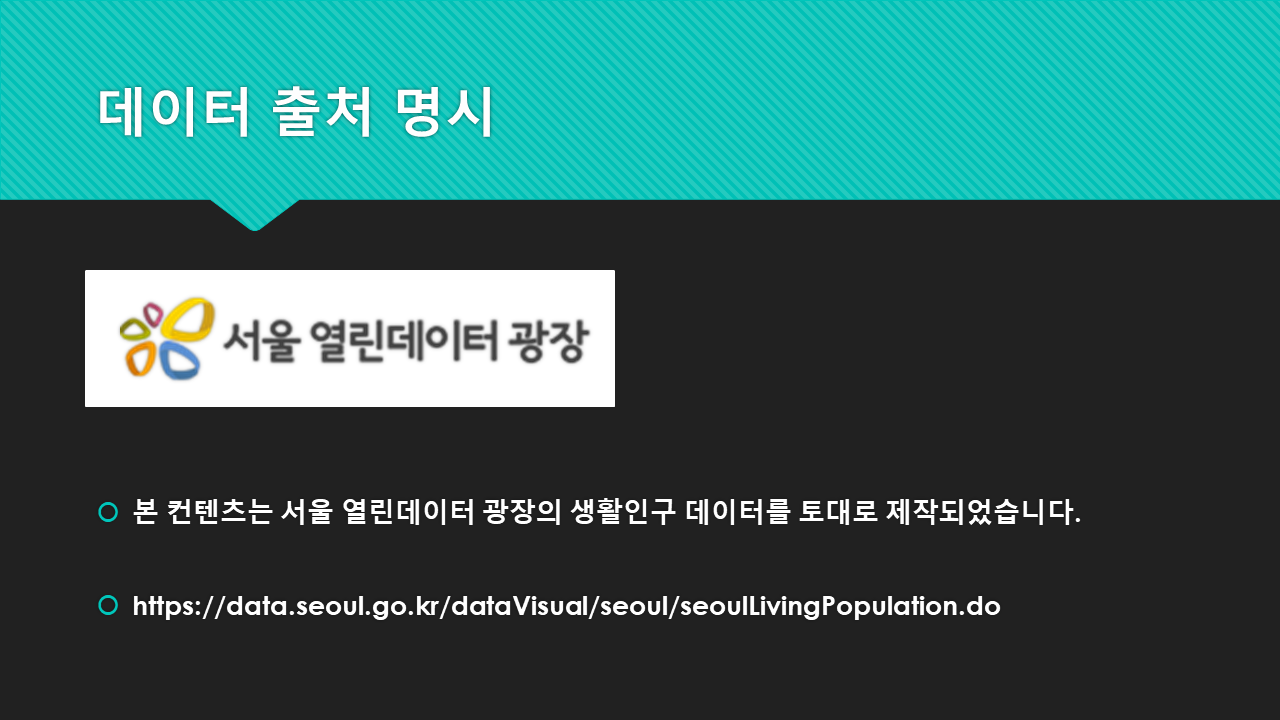 데이터 출처 명시
서울 열린데이터 광장
본 컨텐츠는 서울 열린데이터 광장의 생활인구 데이터를 토대로 제작되었습니다.
https://data.seoul.go.kr/dataVisual/seoul/seoulLivingPopulation.do